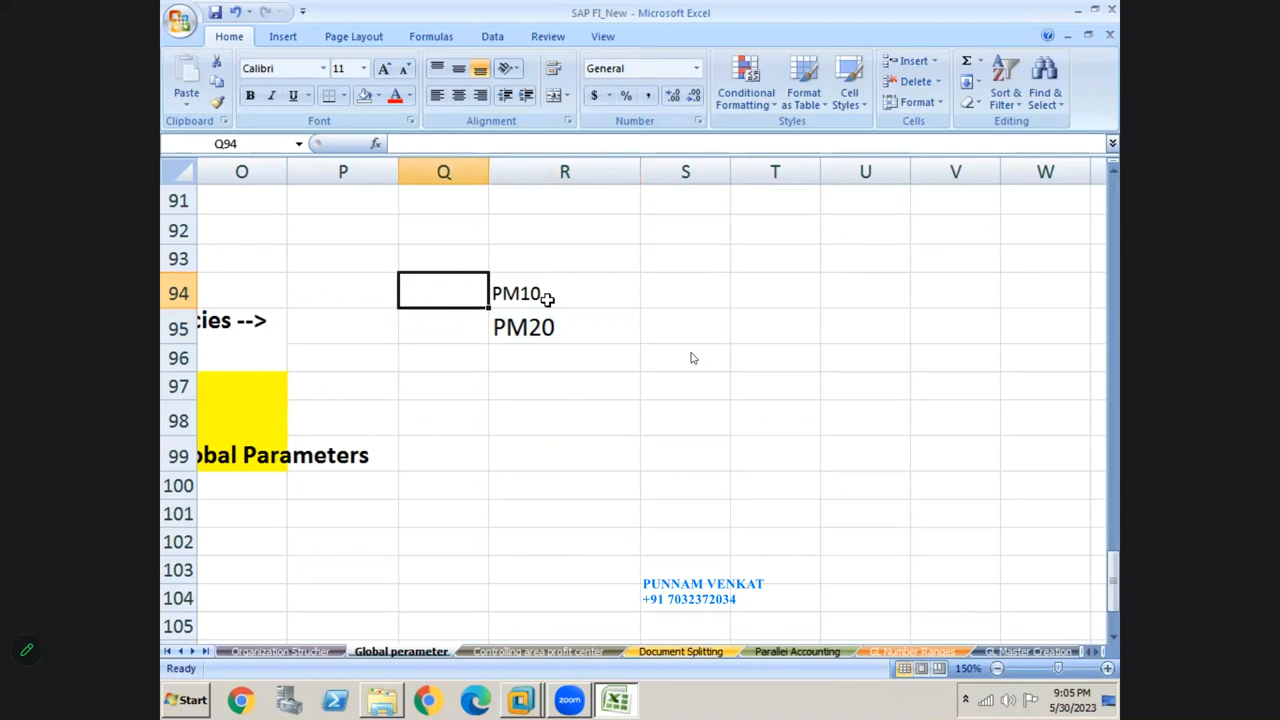 SAP FI_New - Microsoft Excel
Home Insert Page Layout Formulas Data Review View
Paste
Calibri 11 A A
B I U A
General
$ % ,
Conditional Formatting
Format as Table
Cell Styles
Insert
Delete
Format
Σ
Sort & Filter
Find & Select
Clipboard Font Alignment Number Styles Cells Editing
Q94 fx
O P Q R S T U V W
91
92
93
94 PM10
95 cies --> PM20
96
97
98
99 obal Parameters
100
101
102
103
PUNNAM VENKAT
104 +91 7032372034
105
Organization Strucher Global perameter Controlling area profit center Document Splitting Parallel Accounting GL Number Ranges GL Master Creation
Ready 150%
Start zoom 9:05 PM
5/30/2023